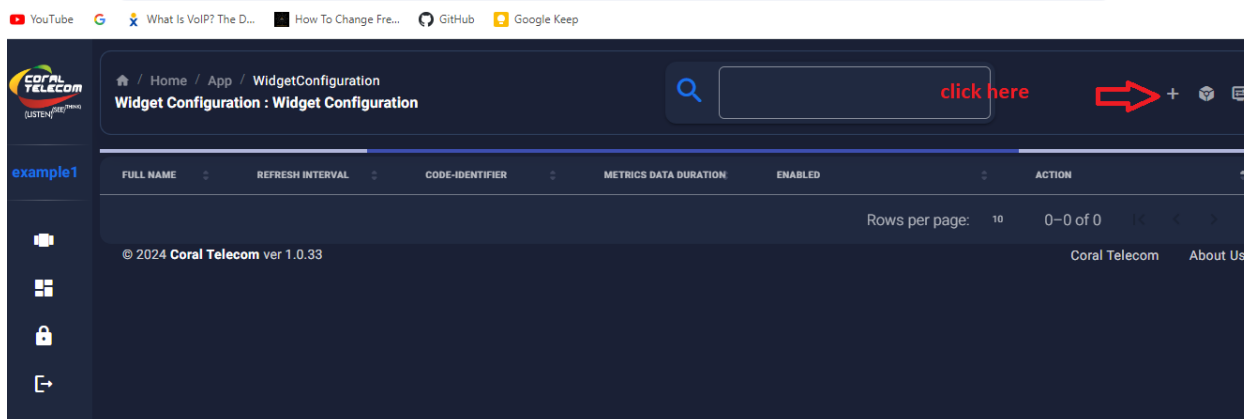 YouTube What Is VoIP? The D... How To Change Fre... GitHub Google Keep
CORAL
TELECOM
(LISTEN)(SEE)(THINK)
/ Home / App / WidgetConfiguration
Widget Configuration : Widget Configuration
click here
example1
FULL NAME REFRESH INTERVAL CODE-IDENTIFIER METRICS DATA DURATION ENABLED ACTION
Rows per page: 10 0–0 of 0
© 2024 Coral Telecom ver 1.0.33 Coral Telecom About Us